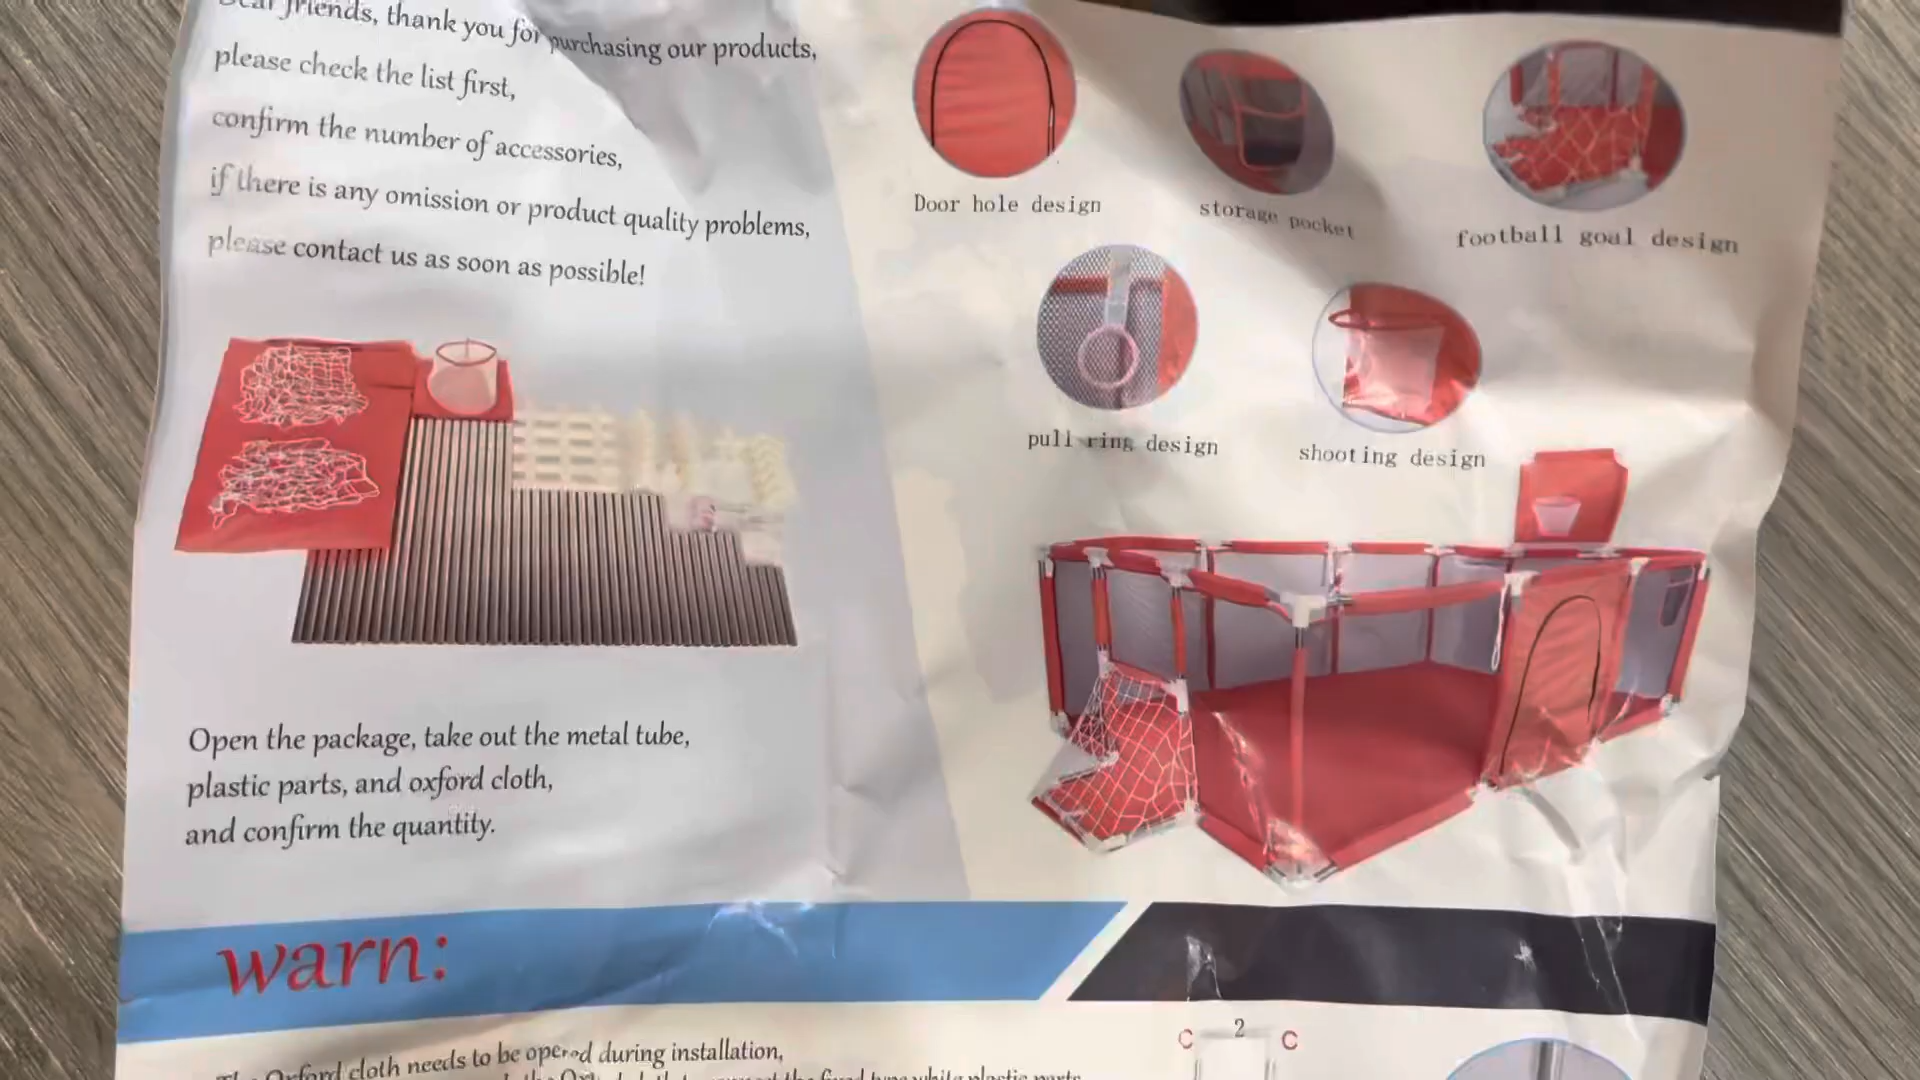 Dear friends, thank you for purchasing our products,
please check the list first,
confirm the number of accessories,
if there is any omission or product quality problems,
please contact us as soon as possible!
Open the package, take out the metal tube,
plastic parts, and oxford cloth,
and confirm the quantity.
Door hole design
storage pocket
football goal design
pull ring design
shooting design
warn:
Oxford cloth needs to be opened during installation,
C 2 C